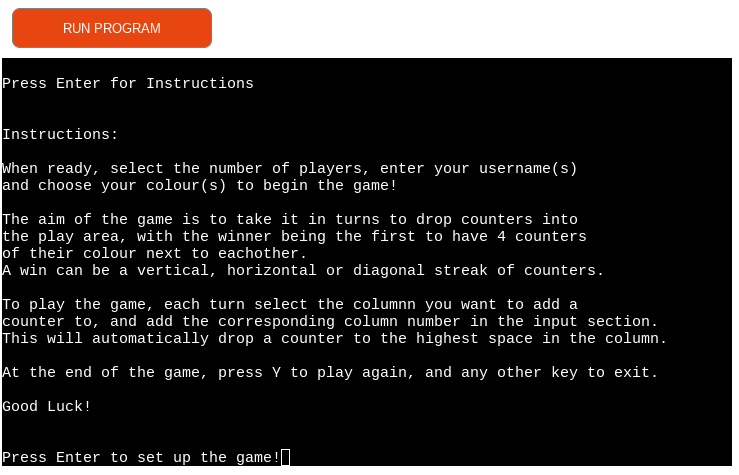 RUN PROGRAM
Press Enter for Instructions
Instructions:
When ready, select the number of players, enter your username(s)
and choose your colour(s) to begin the game!
The aim of the game is to take it in turns to drop counters into
the play area, with the winner being the first to have 4 counters
of their colour next to eachother.
A win can be a vertical, horizontal or diagonal streak of counters.
To play the game, each turn select the columnn you want to add a
counter to, and add the corresponding column number in the input section.
This will automatically drop a counter to the highest space in the column.
At the end of the game, press Y to play again, and any other key to exit.
Good Luck!
Press Enter to set up the game!